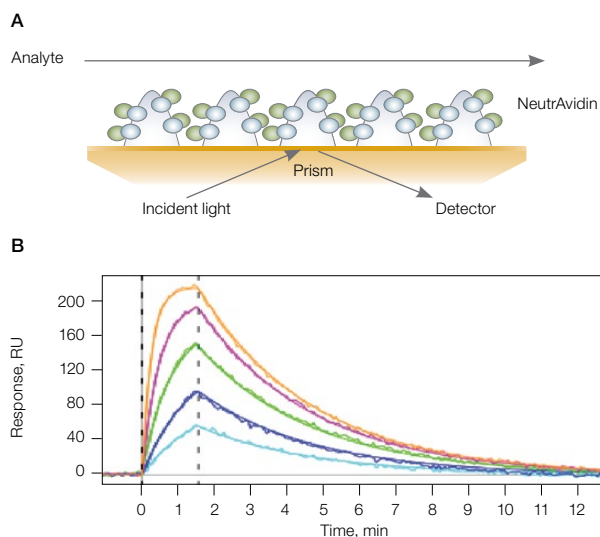 A
Analyte
NeutrAvidin
Prism
Incident light
Detector
B
Response, RU
200
160
120
80
40
0
0 1 2 3 4 5 6 7 8 9 10 11 12
Time, min